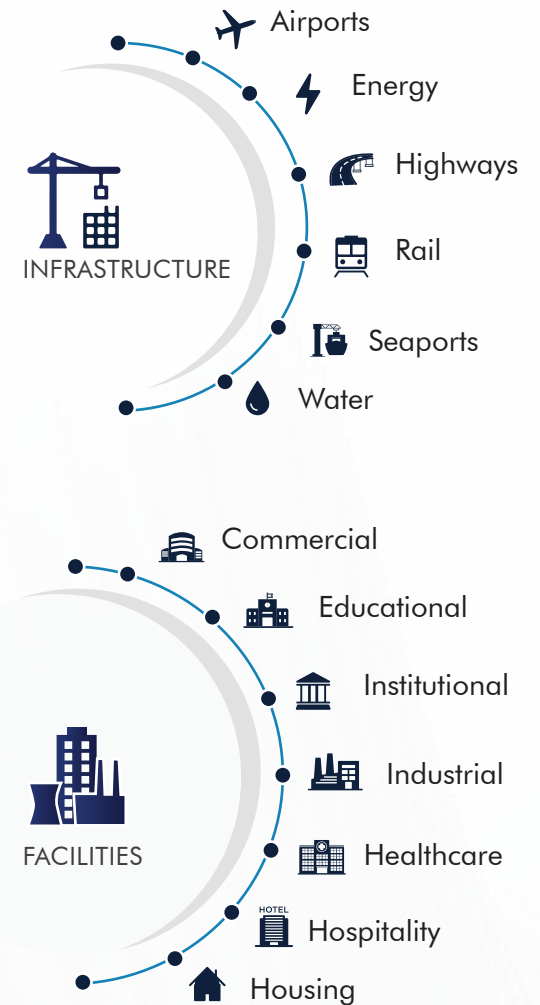 Airports
Energy
Highways
Rail
INFRASTRUCTURE
Seaports
Water
Commercial
Educational
Institutional
Industrial
FACILITIES
Healthcare
HOTEL
Hospitality
Housing